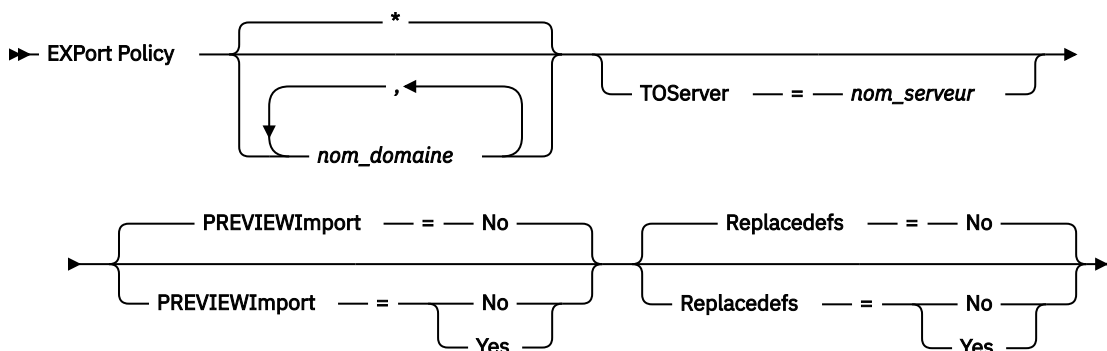 *
EXPort Policy
,
nom_domaine
TOServer = nom_serveur
PREVIEWImport = No
Replacedefs = No
PREVIEWImport = No
Yes
Replacedefs = No
Yes